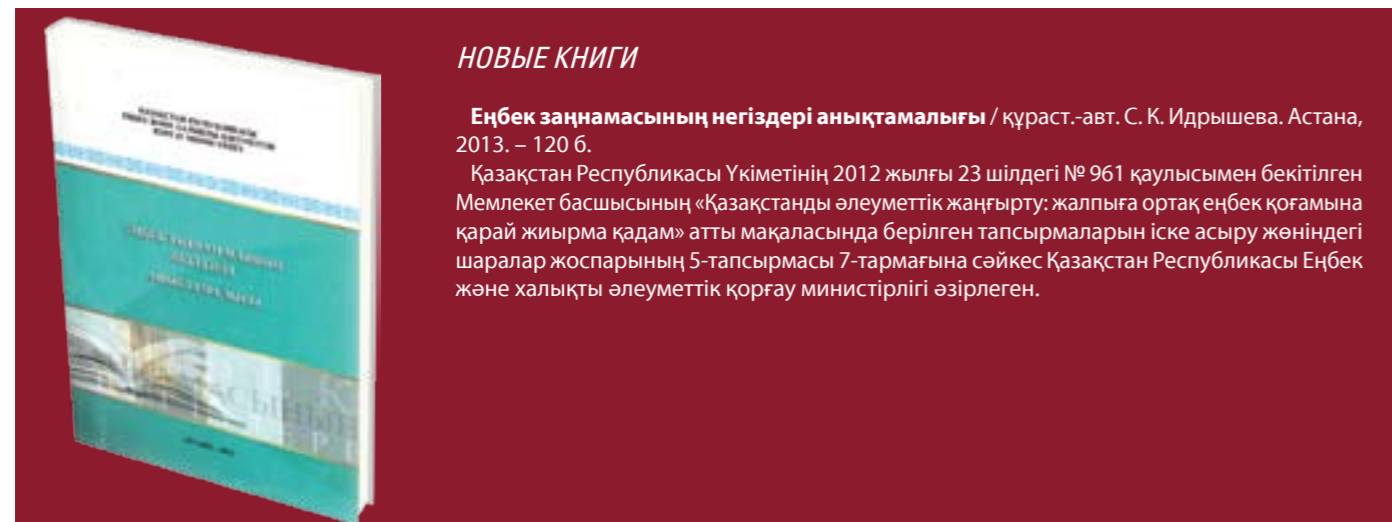 НОВЫЕ КНИГИ
Еңбек заңнамасының негіздері анықтамалығы / құраст.-авт. С. К. Идрышева. Астана,
2013. – 120 б.
Қазақстан Республикасы Үкіметінің 2012 жылғы 23 шілдегі № 961 қаулысымен бекітілген
Мемлекет басшысының «Қазақстанды әлеуметтік жаңғырту: жалпыға ортақ еңбек қоғамына
қарай жиырма қадам» атты мақаласында берілген тапсырмаларын іске асыру жөніндегі
шаралар жоспарының 5-тапсырмасы 7-тармағына сәйкес Қазақстан Республикасы Еңбек
және халықты әлеуметтік қорғау министірлігі әзірлеген.